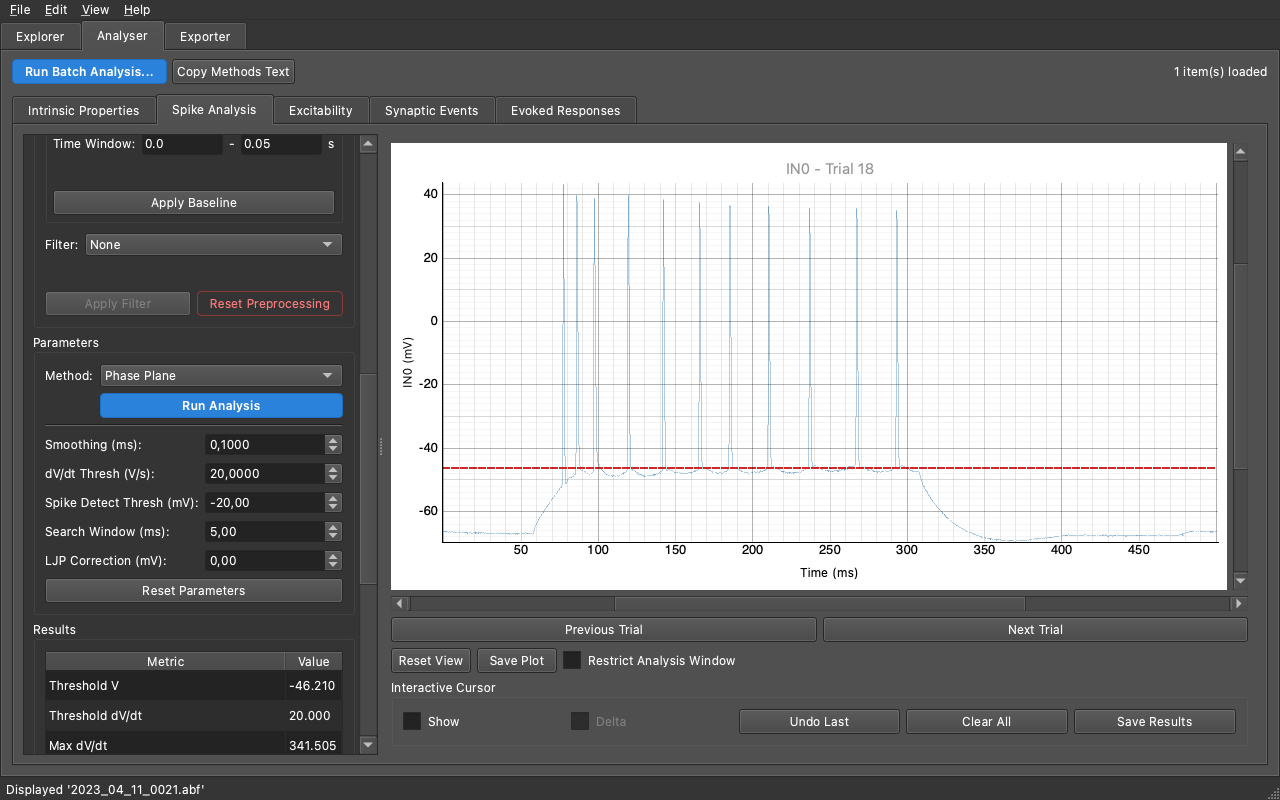 File Edit View Help
Explorer Analyser Exporter
Run Batch Analysis... Copy Methods Text 1 item(s) loaded
Intrinsic Properties Spike Analysis Excitability Synaptic Events Evoked Responses
Time Window: 0.0 - 0.05 s
Apply Baseline
Filter: None
Apply Filter Reset Preprocessing
Parameters
Method: Phase Plane
Run Analysis
Smoothing (ms): 0,1000
dV/dt Thresh (V/s): 20,0000
Spike Detect Thresh (mV): -20,00
Search Window (ms): 5,00
LJP Correction (mV): 0,00
Reset Parameters
Results
Metric Value
Threshold V -46.210
Threshold dV/dt 20.000
Max dV/dt 341.505
IN0 - Trial 18
40
20
0
-20
-40
-60
IN0 (mV)
50 100 150 200 250 300 350 400 450
Time (ms)
Previous Trial Next Trial
Reset View Save Plot Restrict Analysis Window
Interactive Cursor
Show Delta Undo Last Clear All Save Results
Displayed '2023_04_11_0021.abf'